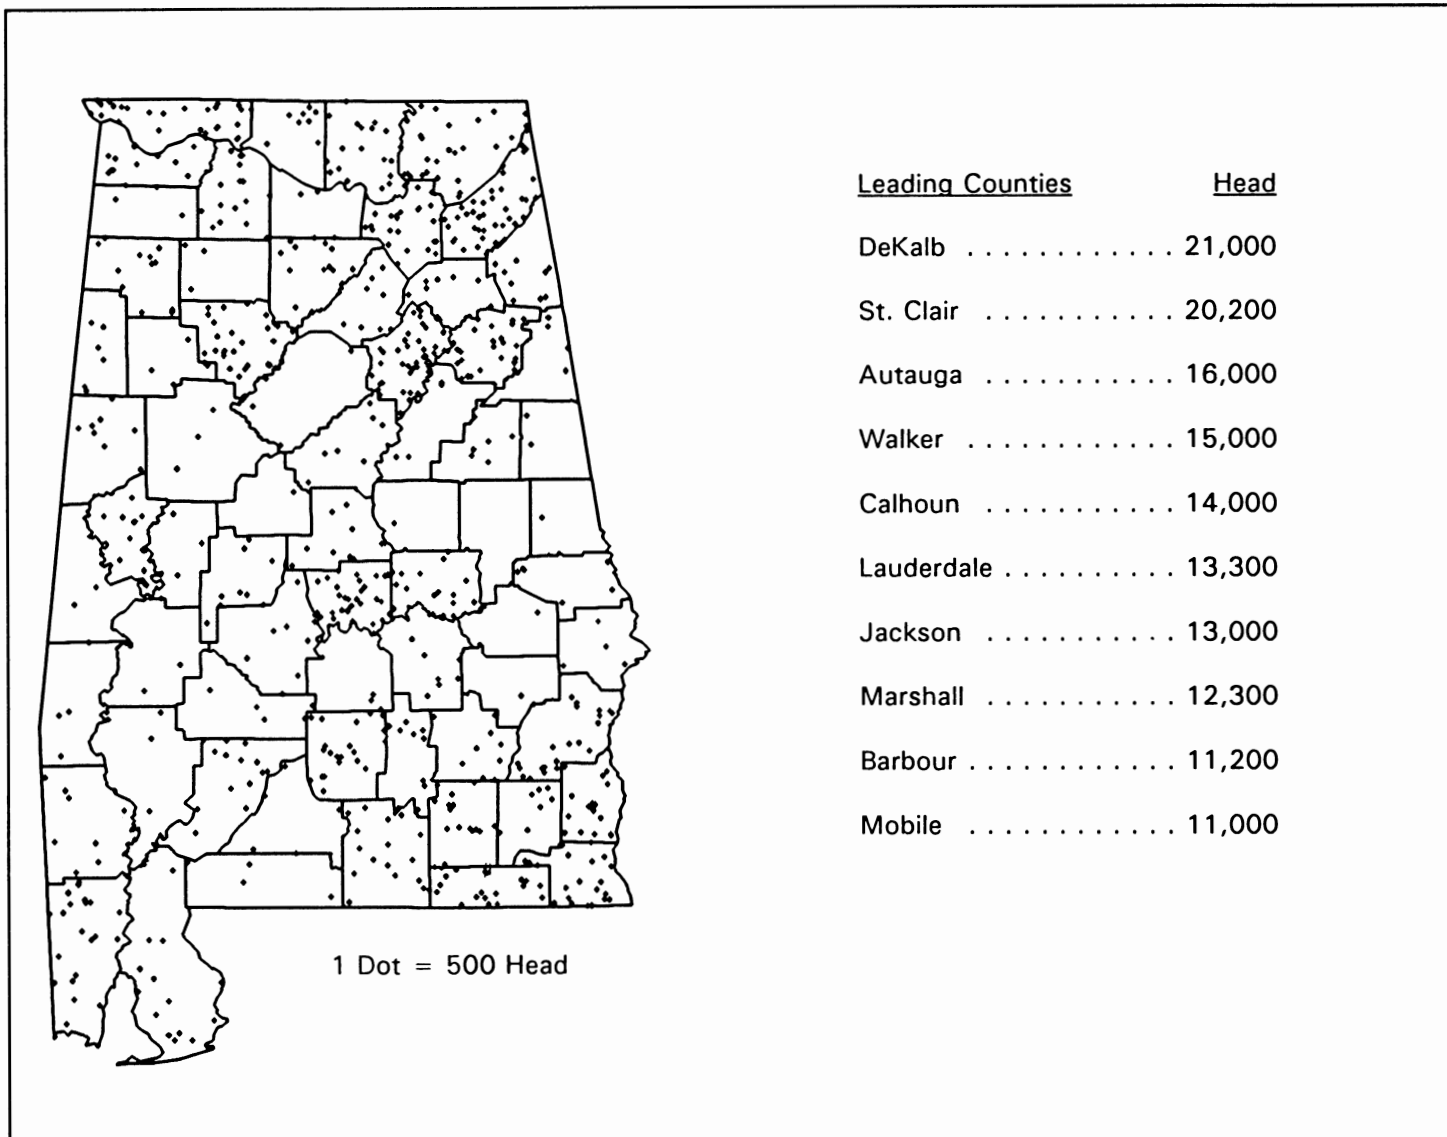 Leading Counties Head
DeKalb . . . . . . . . . . . . 21,000
St. Clair . . . . . . . . . . . 20,200
Autauga . . . . . . . . . . . 16,000
Walker . . . . . . . . . . . . 15,000
Calhoun . . . . . . . . . . . 14,000
Lauderdale . . . . . . . . . . 13,300
Jackson . . . . . . . . . . . 13,000
Marshall . . . . . . . . . . . 12,300
Barbour . . . . . . . . . . . . 11,200
Mobile . . . . . . . . . . . . 11,000
1 Dot = 500 Head